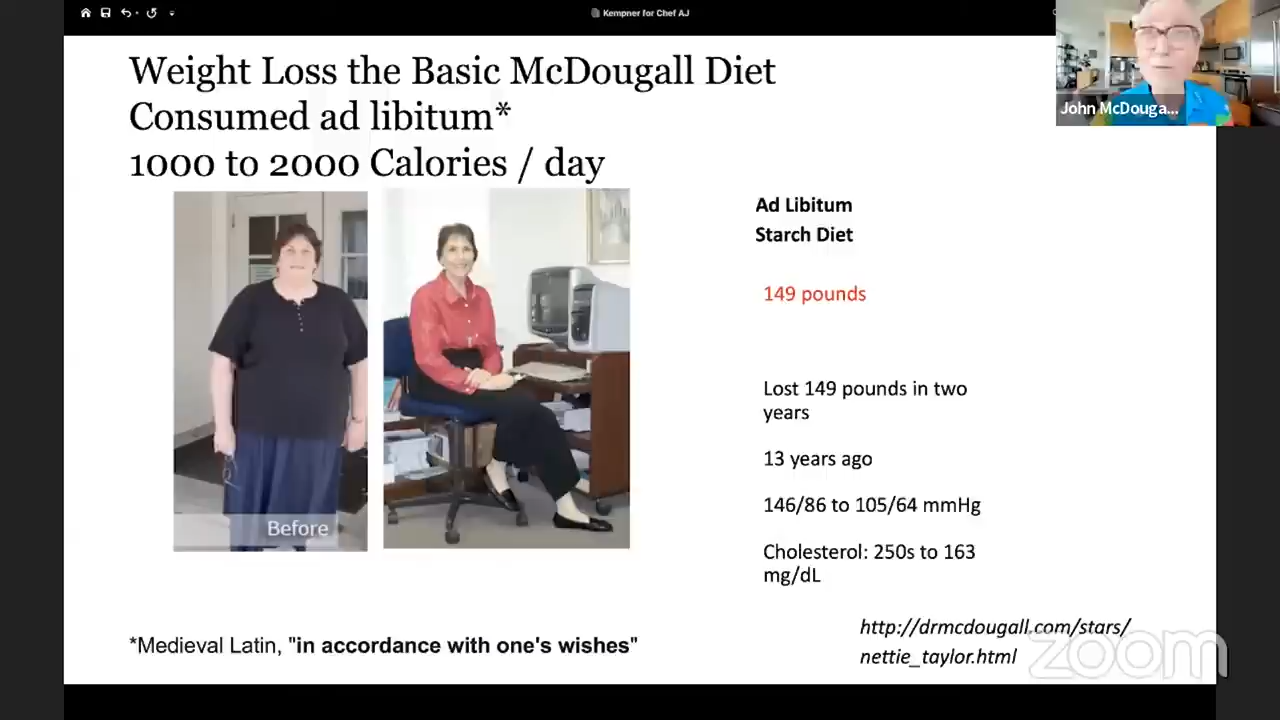 Kempner for Chef AJ
John McDouga...
Weight Loss the Basic McDougall Diet
Consumed ad libitum*
1000 to 2000 Calories / day
Before
Ad Libitum
Starch Diet
149 pounds
Lost 149 pounds in two
years
13 years ago
146/86 to 105/64 mmHg
Cholesterol: 250s to 163
mg/dL
*Medieval Latin, "in accordance with one's wishes"
http://drmcdougall.com/stars/
nettie_taylor.html
zoom